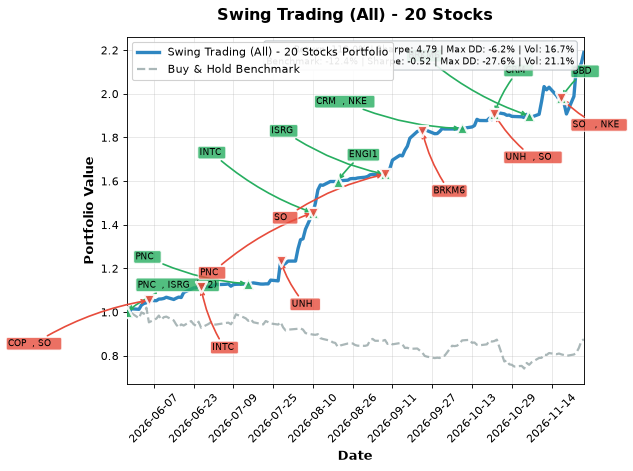 Swing Trading (All) - 20 Stocks
Swing Trading (All) - 20 Stocks Portfolio
Buy & Hold Benchmark
4.79 | Max DD: -6.2% | Vol: 16.7%
-12.4% | Sharpe: -0.52 | Max DD: -27.6% | Vol: 21.1%
CRM
BBD
CRM , NKE
SO , NKE
ISRG
INTC
ENGI1
UNH , SO
BRKM6
SO
PNC
PNC
PNC , ISRG
UNH
COP , SO
INTC
Portfolio Value
2.2
2.0
1.8
1.6
1.4
1.2
1.0
0.8
2026-06-07
2026-06-23
2026-07-09
2026-07-25
2026-08-10
2026-08-26
2026-09-11
2026-09-27
2026-10-13
2026-10-29
2026-11-14
Date